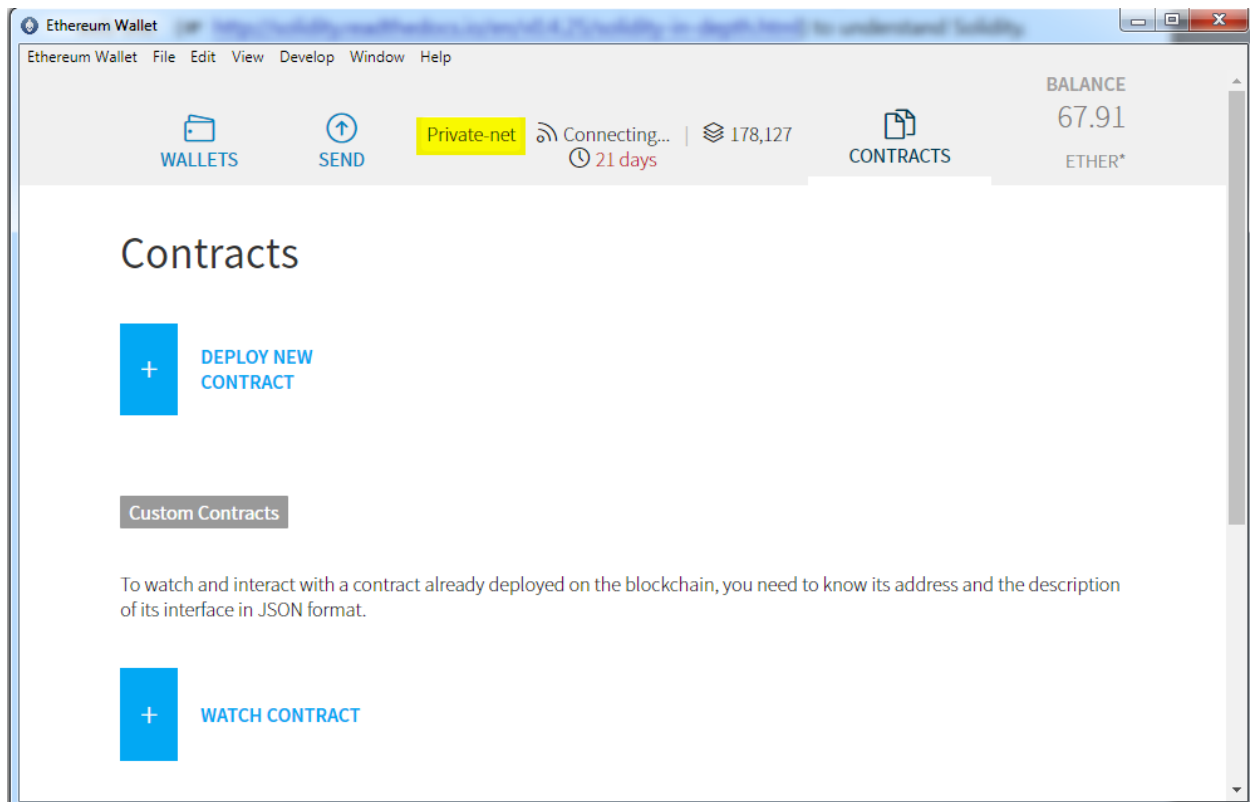 Ethereum Wallet
Ethereum Wallet File Edit View Develop Window Help
BALANCE
67.91
ETHER*
WALLETS
SEND
Private-net
Connecting... | 178,127
21 days
CONTRACTS
Contracts
+
DEPLOY NEW
CONTRACT
Custom Contracts
To watch and interact with a contract already deployed on the blockchain, you need to know its address and the description
of its interface in JSON format.
+
WATCH CONTRACT